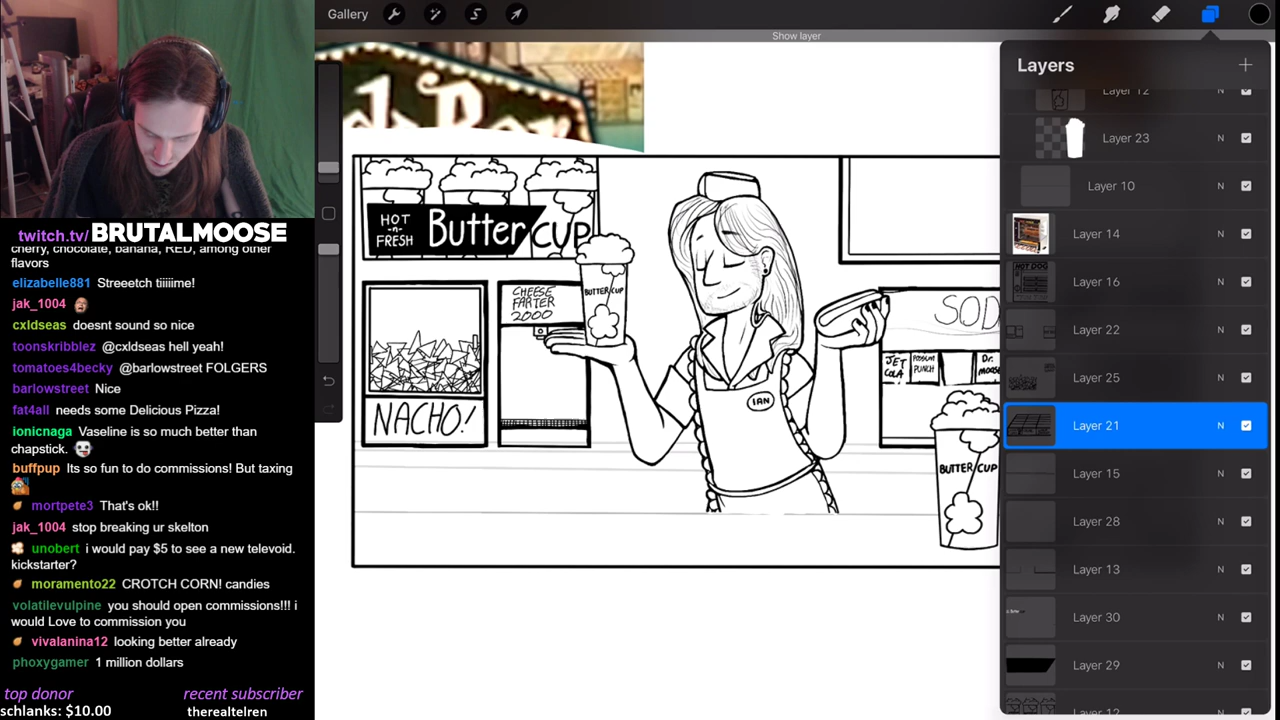 Gallery
Show layer
Layers
Layer 12
N
Layer 23
N
Layer 10
N
Layer 14
N
Layer 16
N
Layer 22
N
Layer 25
N
Layer 21
N
Layer 15
N
Layer 28
N
Layer 13
N
Layer 30
N
Layer 29
N
Layer 12
N
HOT
-n-
FRESH
Butter
CUP
CHEESE
FARTER
2000
BUTTER CUP
NACHO!
IAN
SOD
JET
COLA
POSSUM
PUNCH
Dr.
MOOSE
BUTTER CUP
HOT DOG
twitch.tv/BRUTALMOOSE
cherry, chocolate, banana, RED, among other
flavors
elizabelle881 Streeetch tiiiiime!
jak_1004
cxldseas doesnt sound so nice
toonskribblez @cxldseas hell yeah!
tomatoes4becky @barlowstreet FOLGERS
barlowstreet Nice
fat4all needs some Delicious Pizza!
ionicnaga Vaseline is so much better than
chapstick.
buffpup Its so fun to do commissions! But taxing
mortpete3 That's ok!!
jak_1004 stop breaking ur skelton
unobert i would pay $5 to see a new televoid.
kickstarter?
moramento22 CROTCH CORN! candies
volatilevulpine you should open commissions!!! i
would Love to commission you
vivalanina12 looking better already
phoxygamer 1 million dollars
top donor
schlanks: $10.00
recent subscriber
therealtelren